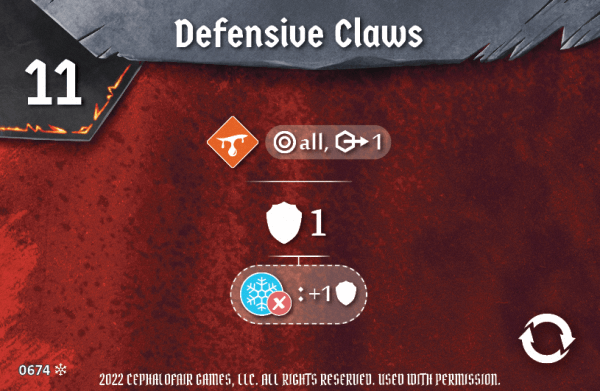 Defensive Claws
11
all, 1
1
: +1
0674
2022 CEPHALOFAIR GAMES, LLC. ALL RIGHTS RESERVED. USED WITH PERMISSION.